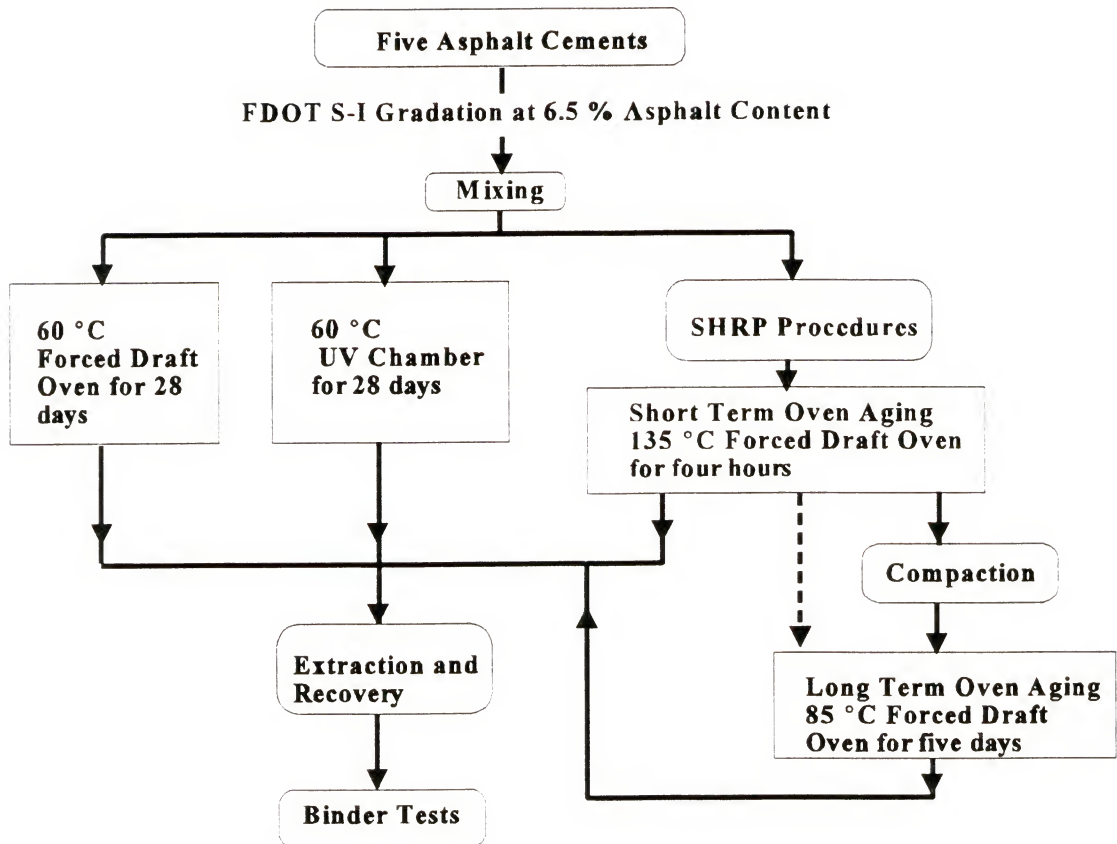 Five Asphalt Cements
FDOT S-I Gradation at 6.5 % Asphalt Content
Mixing
60 °C
Forced Draft
Oven for 28
days
60 °C
UV Chamber
for 28 days
SHRP Procedures
Short Term Oven Aging
135 °C Forced Draft Oven
for four hours
Compaction
Extraction and
Recovery
Long Term Oven Aging
85 °C Forced Draft
Oven for five days
Binder Tests